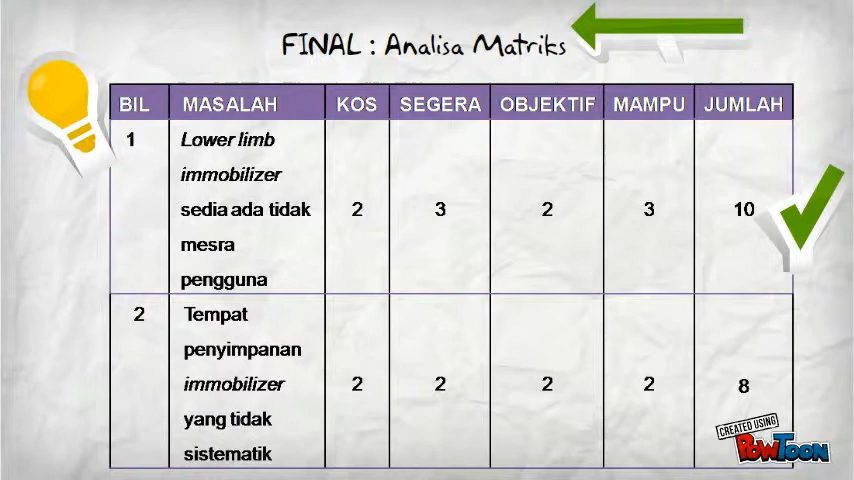 FINAL : Analisa Matriks
BIL MASALAH KOS SEGERA OBJEKTIF MAMPU JUMLAH
1 Lower limb
immobilizer
sedia ada tidak 2 3 2 3 10
mesra
pengguna
2 Tempat
penyimpanan
immobilizer 2 2 2 2 8
yang tidak
sistematik
CREATED USING
POWTOON